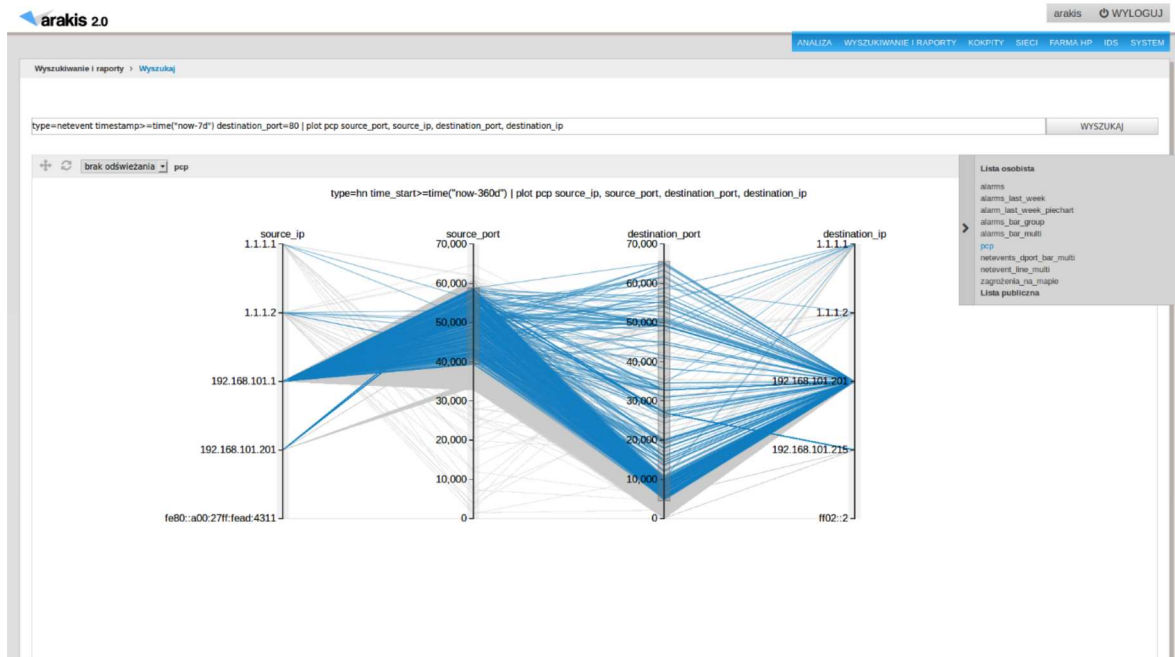 arakis 2.0
arakis WYLOGUJ
ANALIZA WYSZUKIWANIE I RAPORTY KOKPITY SIECI FARMA HP IDS SYSTEM
Wyszukiwanie i raporty > Wyszukaj
type=netevent timestamp>=time("now-7d") destination_port=80 | plot pcp source_port, source_ip, destination_port, destination_ip
WYSZUKAJ
brak odświeżania pcp
type=hn time_start>=time("now-360d") | plot pcp source_ip, source_port, destination_port, destination_ip
source_ip source_port destination_port destination_ip
1.1.1.1 70,000 70,000 1.1.1.1
60,000 60,000
1.1.1.2 1.1.1.2
50,000 50,000
40,000 40,000
192.168.101.1 192.168.101.201
30,000 30,000
20,000 20,000
192.168.101.201 192.168.101.215
10,000 10,000
fe80::a00:27ff:fead:4311 0 0 ff02::2
Lista osobista
alarms
alarms_last_week
alarm_last_week_piechart
alarms_bar_group
alarms_bar_multi
pcp
netevents_dport_bar_multi
netevent_line_multi
zagrożenia_na_mapie
Lista publiczna